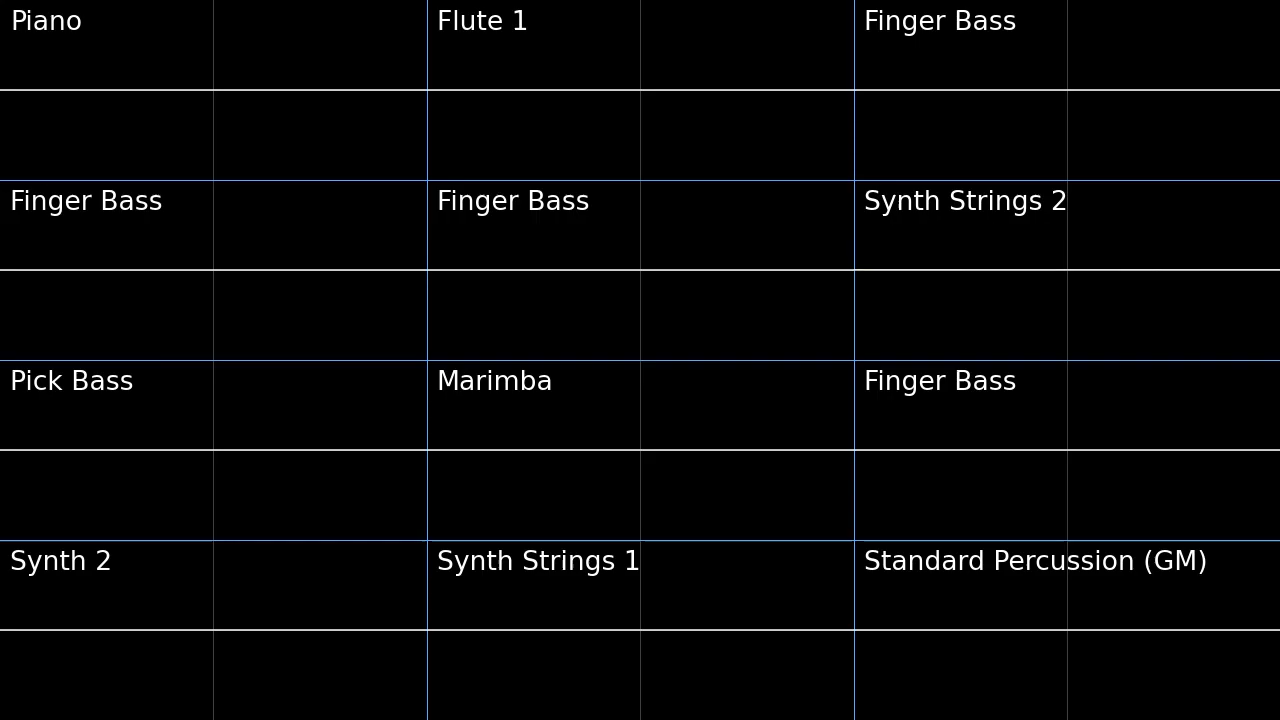 Piano
Flute 1
Finger Bass
Finger Bass
Finger Bass
Synth Strings 2
Pick Bass
Marimba
Finger Bass
Synth 2
Synth Strings 1
Standard Percussion (GM)